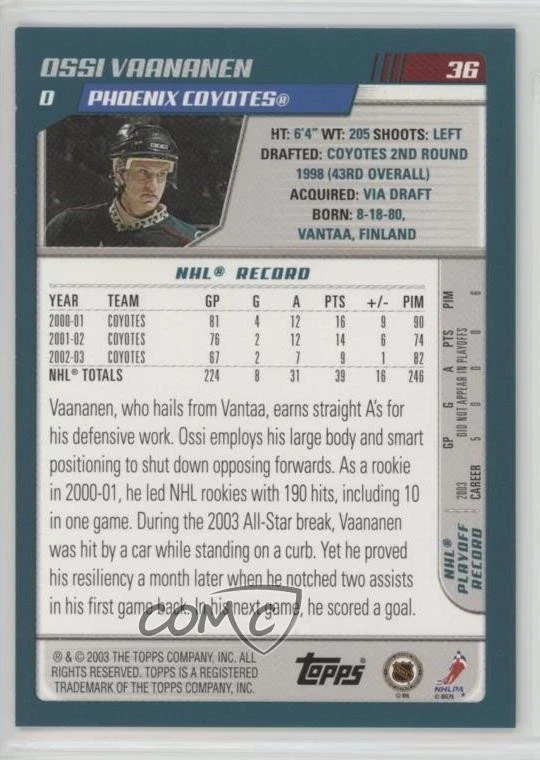 OSSI VAANANEN
36
D PHOENIX COYOTES®
HT: 6'4" WT: 205 SHOOTS: LEFT
DRAFTED: COYOTES 2ND ROUND
1998 (43RD OVERALL)
ACQUIRED: VIA DRAFT
BORN: 8-18-80,
VANTAA, FINLAND
NHL® RECORD
YEAR TEAM GP G A PTS +/- PIM
2000-01 COYOTES 81 4 12 16 9 90
2001-02 COYOTES 76 2 12 14 6 74
2002-03 COYOTES 67 2 7 9 1 82
NHL® TOTALS 224 8 31 39 16 246
Vaananen, who hails from Vantaa, earns straight A's for
his defensive work. Ossi employs his large body and smart
positioning to shut down opposing forwards. As a rookie
in 2000-01, he led NHL rookies with 190 hits, including 10
in one game. During the 2003 All-Star break, Vaananen
was hit by a car while standing on a curb. Yet he proved
his resiliency a month later when he notched two assists
in his first game back. In his next game, he scored a goal.
NHL®
PLAYOFF
RECORD
GP G A PTS PIM
2003 DID NOT APPEAR IN PLAYOFFS
CAREER 5 0 0 0 6
COMC
® & © 2003 THE TOPPS COMPANY, INC. ALL
RIGHTS RESERVED. TOPPS IS A REGISTERED
TRADEMARK OF THE TOPPS COMPANY, INC.
topps
© NHL
NHLPA
© NHLPA